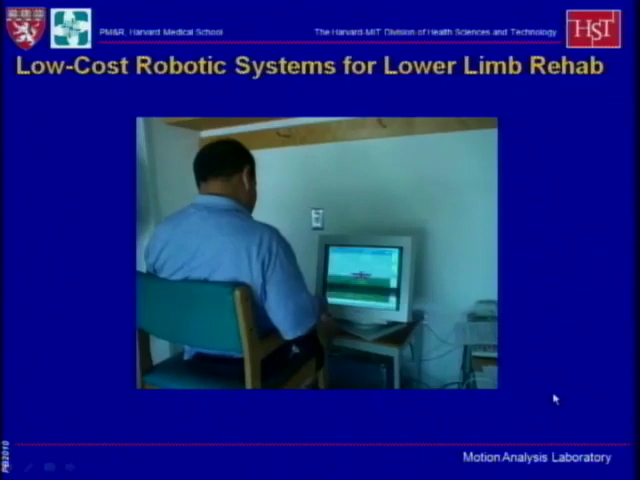 PM&R, Harvard Medical School
The Harvard-MIT Division of Health Sciences and Technology
HST
Low-Cost Robotic Systems for Lower Limb Rehab
Motion Analysis Laboratory
PB2010